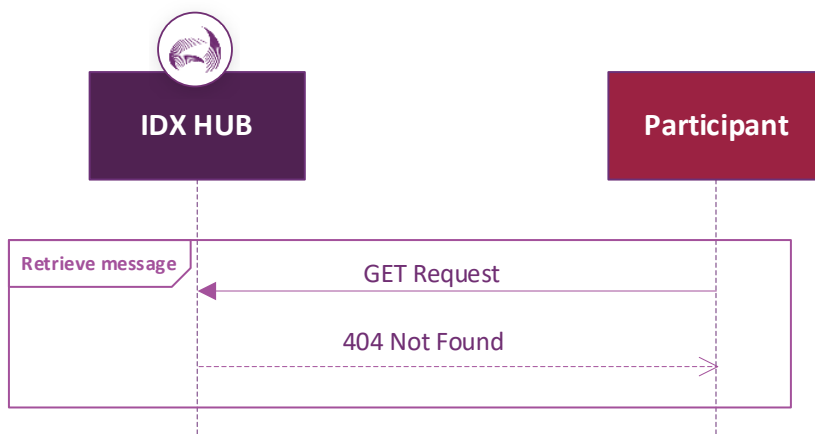 IDX HUB
Participant
Retrieve message
GET Request
404 Not Found